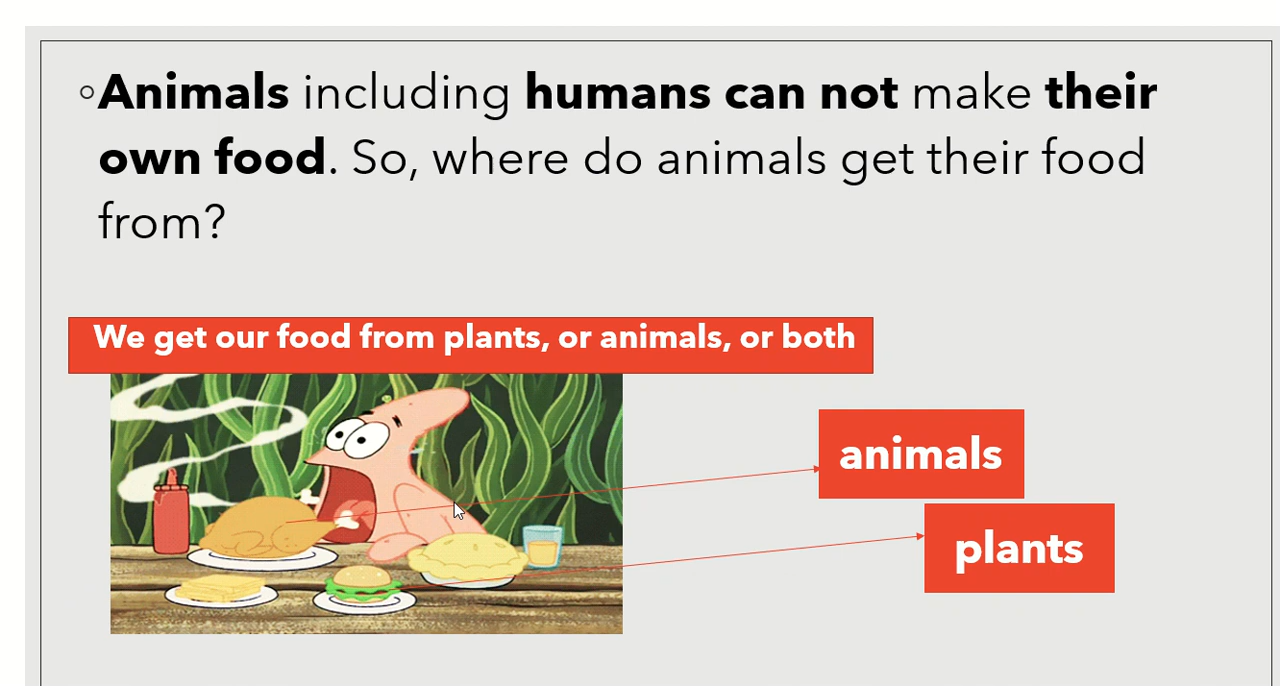 ◦Animals including humans can not make their
own food. So, where do animals get their food
from?
We get our food from plants, or animals, or both
animals
plants